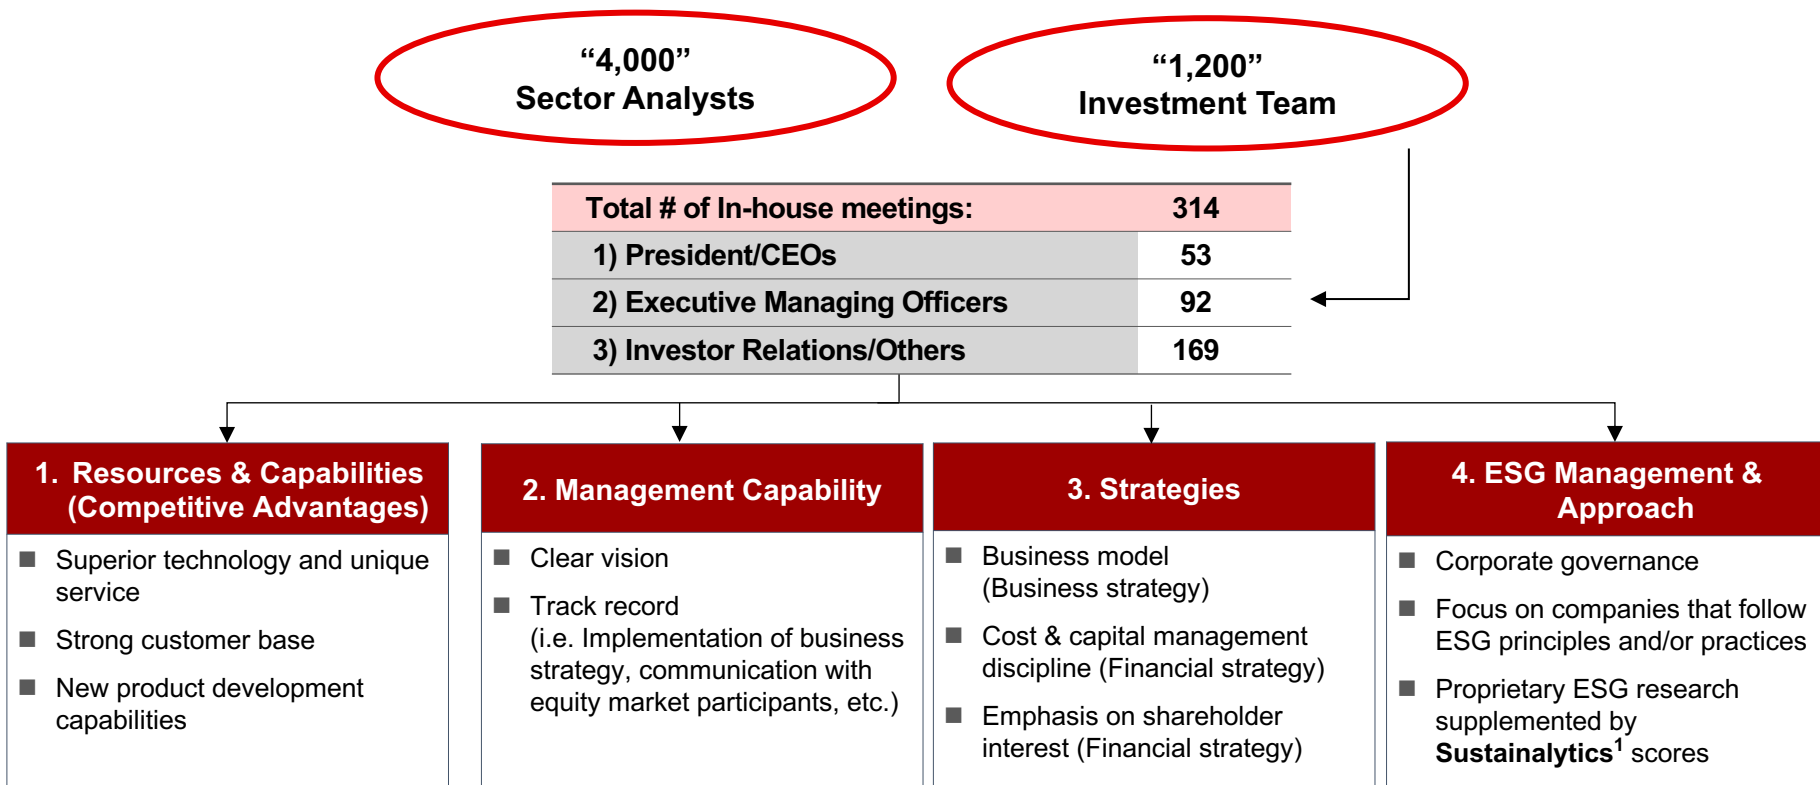 “4,000”
Sector Analysts
“1,200”
Investment Team
Total # of In-house meetings: 314
1) President/CEOs 53
2) Executive Managing Officers 92
3) Investor Relations/Others 169
1. Resources & Capabilities
(Competitive Advantages)
■ Superior technology and unique
service
■ Strong customer base
■ New product development
capabilities
2. Management Capability
■ Clear vision
■ Track record
(i.e. Implementation of business
strategy, communication with
equity market participants, etc.)
3. Strategies
■ Business model
(Business strategy)
■ Cost & capital management
discipline (Financial strategy)
■ Emphasis on shareholder
interest (Financial strategy)
4. ESG Management &
Approach
■ Corporate governance
■ Focus on companies that follow
ESG principles and/or practices
■ Proprietary ESG research
supplemented by
Sustainalytics¹ scores